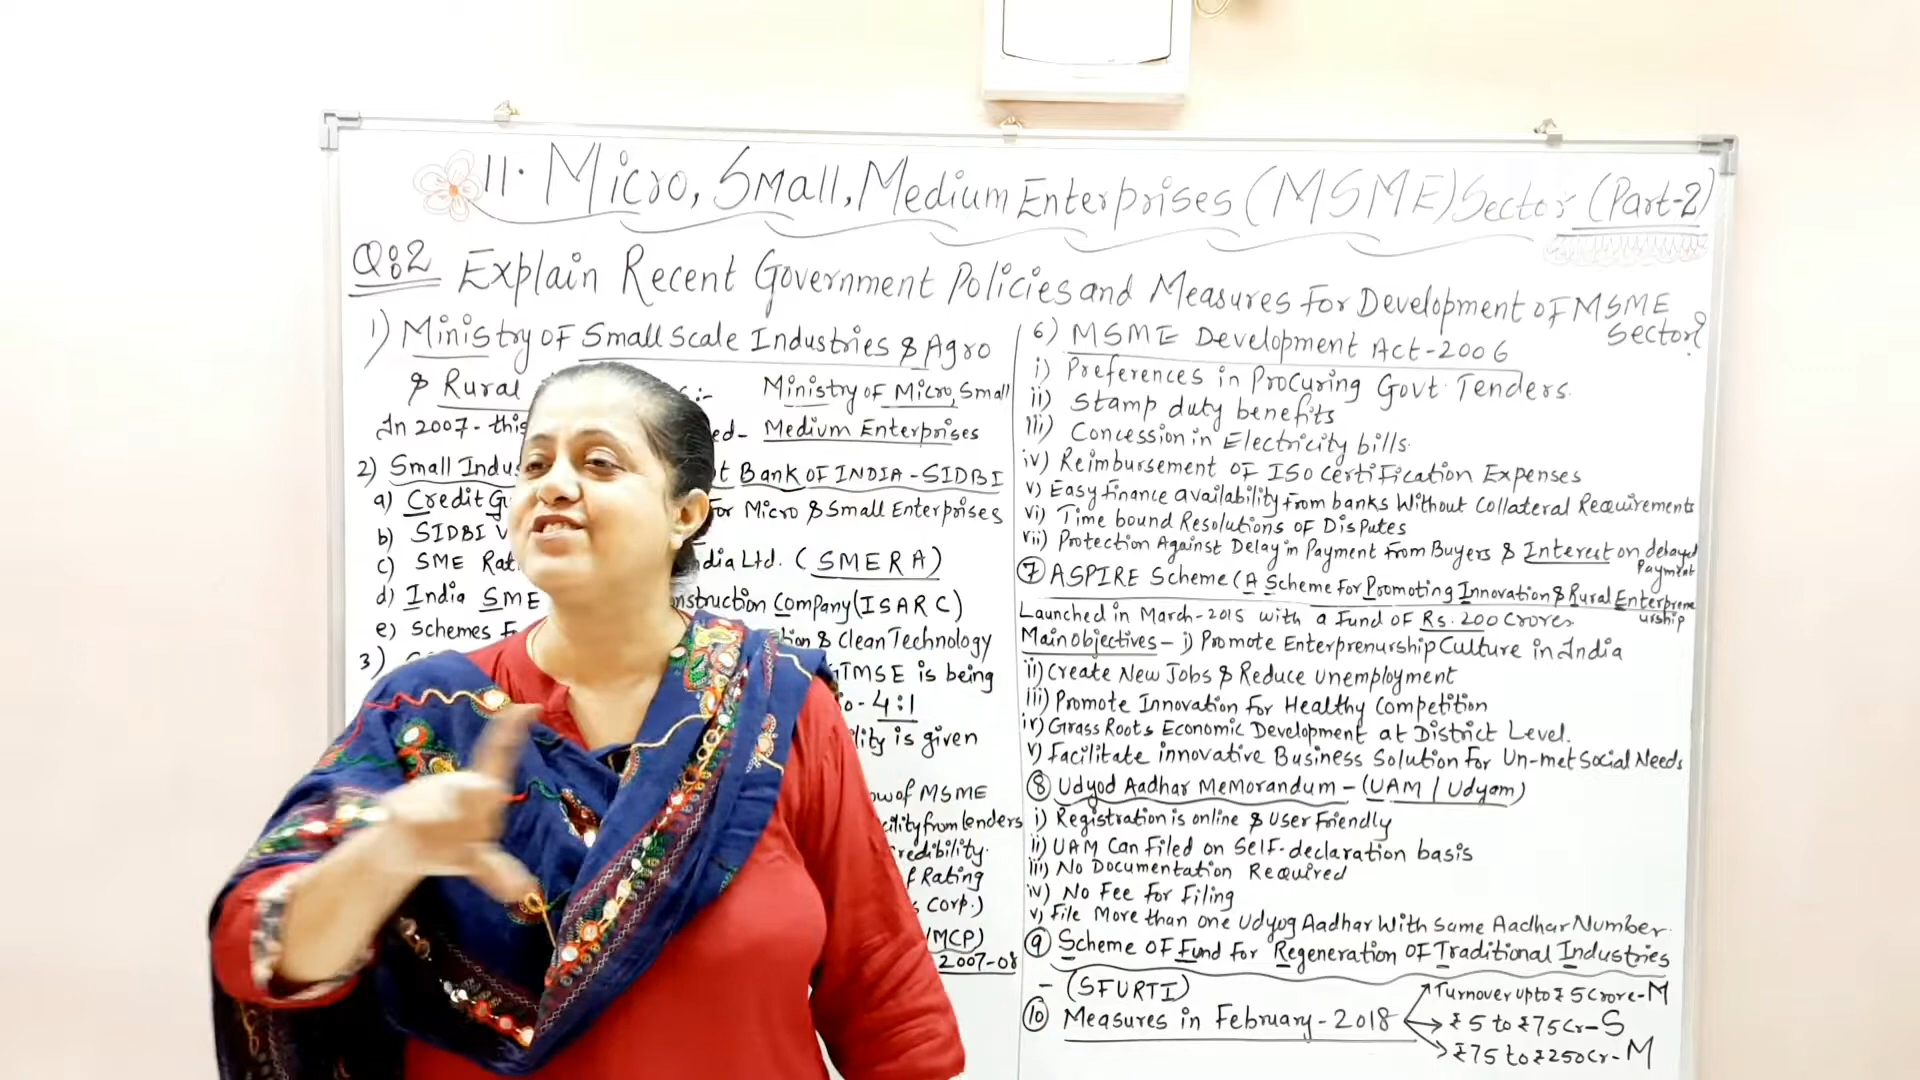 11. Micro, Small, Medium Enterprises (MSME) Sector (Part-2)
Q:2 Explain Recent Government Policies and Measures For Development of MSME
Sector?
1) Ministry of Small Scale Industries & Agro
& Rural :- Ministry of Micro, Small
In 2007 - this ed- Medium Enterprises
2) Small Indus t Bank of INDIA - SIDBI
a) Credit Gu For Micro & Small Enterprises
b) SIDBI V
c) SME Rat ndia Ltd. (SMERA)
d) India SME nstruction Company (ISARC)
e) Schemes F tion & Clean Technology
3) GTMSE is being
io - 4:1
lity is given
ow of MSME
cility from lenders
redibility.
f Rating
s Corp.)
/MCP)
2007-08
6) MSME Development Act-2006
i) Preferences in Procuring Govt. Tenders.
ii) Stamp duty benefits
iii) Concession in Electricity bills.
iv) Reimbursement of ISO Certification Expenses
v) Easy finance availability from banks Without Collateral Requirements
vi) Time bound Resolutions of Disputes
vii) Protection Against Delay in Payment From Buyers & Interest on delayed
Payment
7 ASPIRE Scheme (A Scheme for Promoting Innovation & Rural Enterprene
urship
Launched in March-2015 with a Fund of Rs. 200 Crores
Main objectives - i) Promote Enterprenurship Culture in India
ii) Create New Jobs & Reduce unemployment
iii) Promote Innovation for Healthy Competition
iv) Grass Roots Economic Development at District Level.
v) Facilitate innovative Business Solution For Un-met Social Needs
8 Udyod Aadhar Memorandum - (UAM / Udyam)
i) Registration is online & User Friendly
ii) UAM Can Filed on Self-declaration basis
iii) No Documentation Required
iv) No Fee For Filing
v) File More than one Udyog Aadhar With Same Aadhar Number.
9 Scheme of Fund for Regeneration of Traditional Industries
- (SFURTI)
10 Measures in February - 2018
Turnover upto ₹ 5 Crore - M
₹ 5 to ₹75 Cr - S
₹75 to ₹250 Cr - M